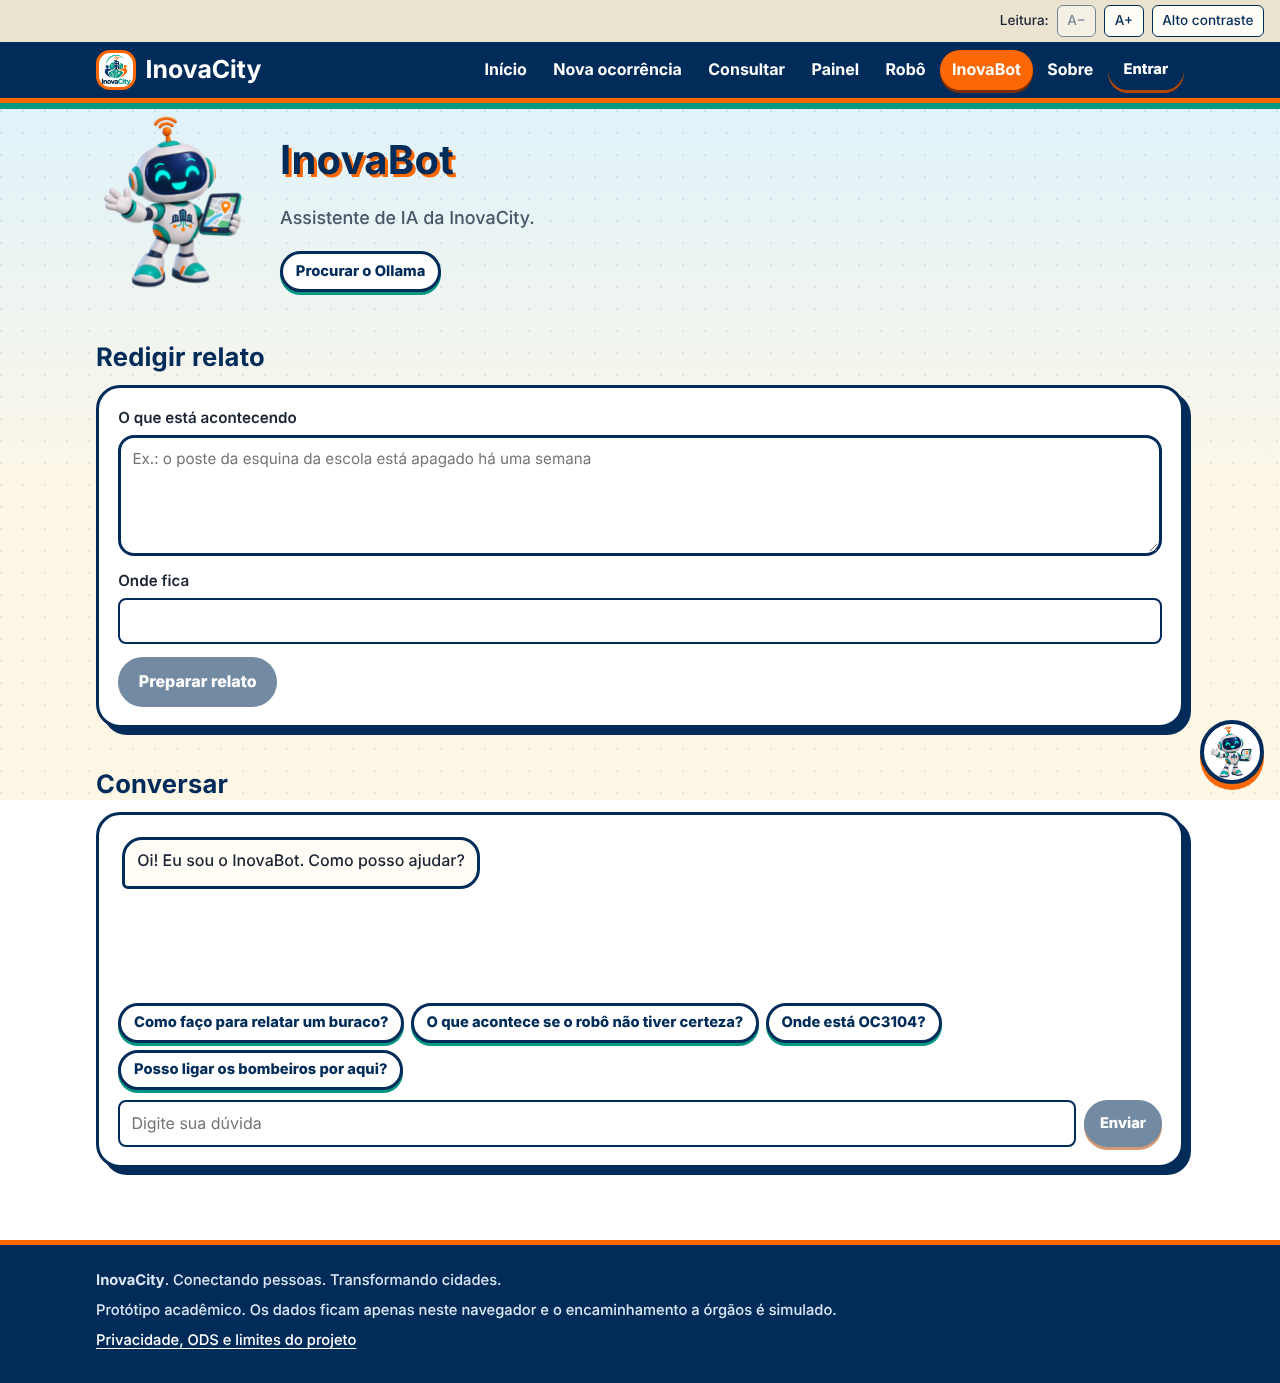 Leitura: A− A+ Alto contraste
InovaCity InovaCity Início Nova ocorrência Consultar Painel Robô InovaBot Sobre Entrar
InovaBot
Assistente de IA da InovaCity.
Procurar o Ollama
Redigir relato
O que está acontecendo
Ex.: o poste da esquina da escola está apagado há uma semana
Onde fica
Preparar relato
Conversar
Oi! Eu sou o InovaBot. Como posso ajudar?
Como faço para relatar um buraco? O que acontece se o robô não tiver certeza? Onde está OC3104?
Posso ligar os bombeiros por aqui?
Digite sua dúvida Enviar
InovaCity. Conectando pessoas. Transformando cidades.
Protótipo acadêmico. Os dados ficam apenas neste navegador e o encaminhamento a órgãos é simulado.
Privacidade, ODS e limites do projeto